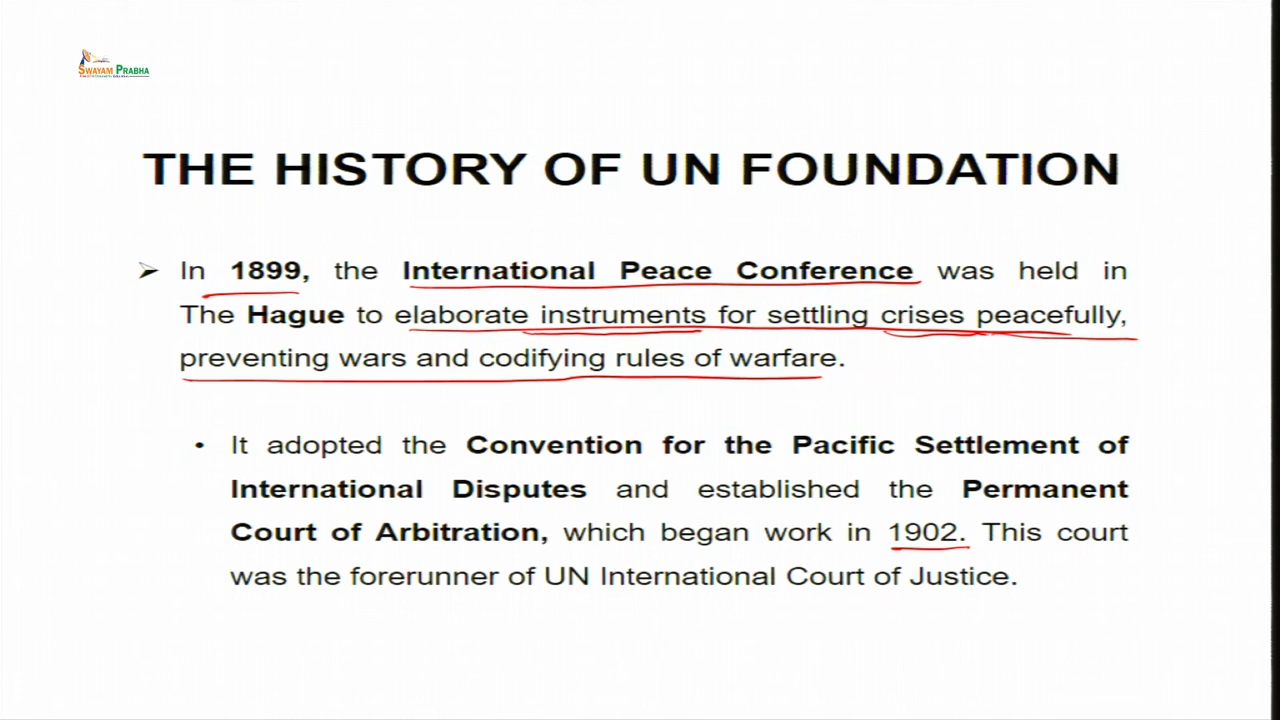 SWAYAM PRABHA
THE HISTORY OF UN FOUNDATION
➢ In 1899, the International Peace Conference was held in
The Hague to elaborate instruments for settling crises peacefully,
preventing wars and codifying rules of warfare.
• It adopted the Convention for the Pacific Settlement of
International Disputes and established the Permanent
Court of Arbitration, which began work in 1902. This court
was the forerunner of UN International Court of Justice.